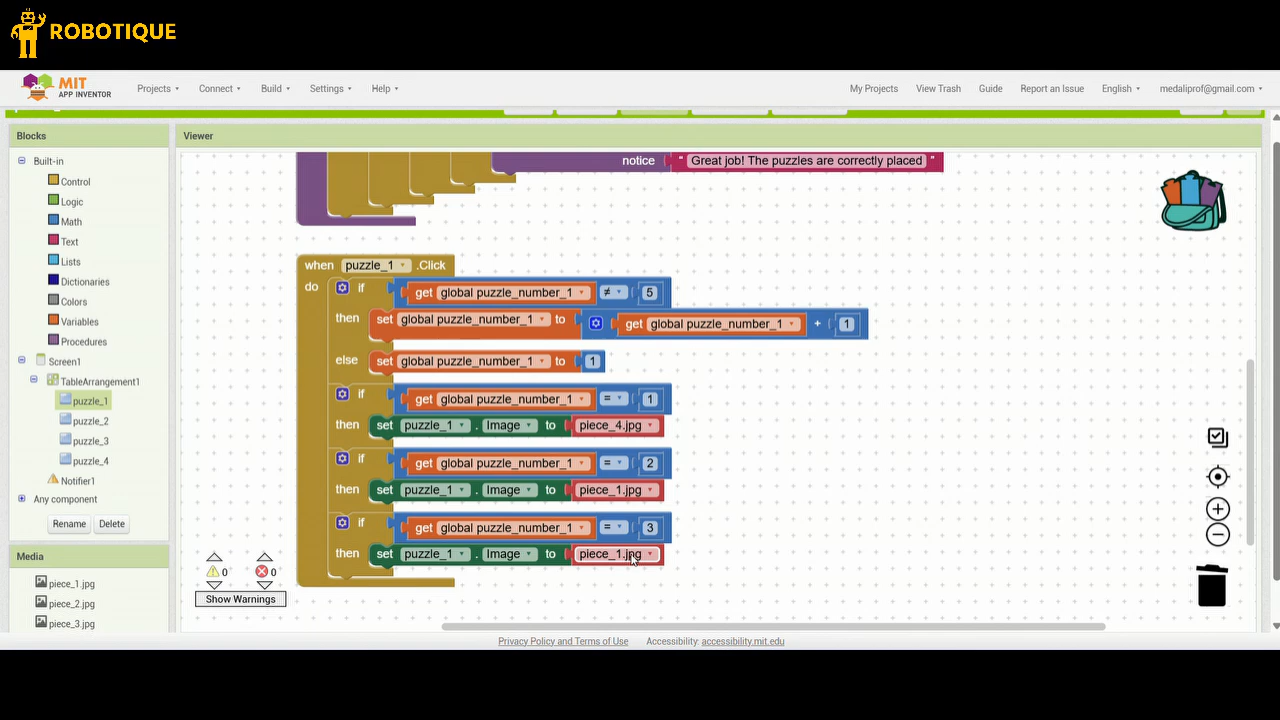 ROBOTIQUE
MIT
APP INVENTOR
Projects
Connect
Build
Settings
Help
My Projects
View Trash
Guide
Report an Issue
English
medaliprof@gmail.com
Blocks
Viewer
Built-in
Control
Logic
Math
Text
Lists
Dictionaries
Colors
Variables
Procedures
Screen1
TableArrangement1
puzzle_1
puzzle_2
puzzle_3
puzzle_4
Notifier1
Any component
Rename Delete
Media
piece_1.jpg
piece_2.jpg
piece_3.jpg
notice " Great job! The puzzles are correctly placed "
when puzzle_1 .Click
do if get global puzzle_number_1 ≠ 5
then set global puzzle_number_1 to get global puzzle_number_1 + 1
else set global puzzle_number_1 to 1
if get global puzzle_number_1 = 1
then set puzzle_1 . Image to piece_4.jpg
if get global puzzle_number_1 = 2
then set puzzle_1 . Image to piece_1.jpg
if get global puzzle_number_1 = 3
then set puzzle_1 . Image to piece_1.jpg
0 0
Show Warnings
Privacy Policy and Terms of Use Accessibility: accessibility.mit.edu